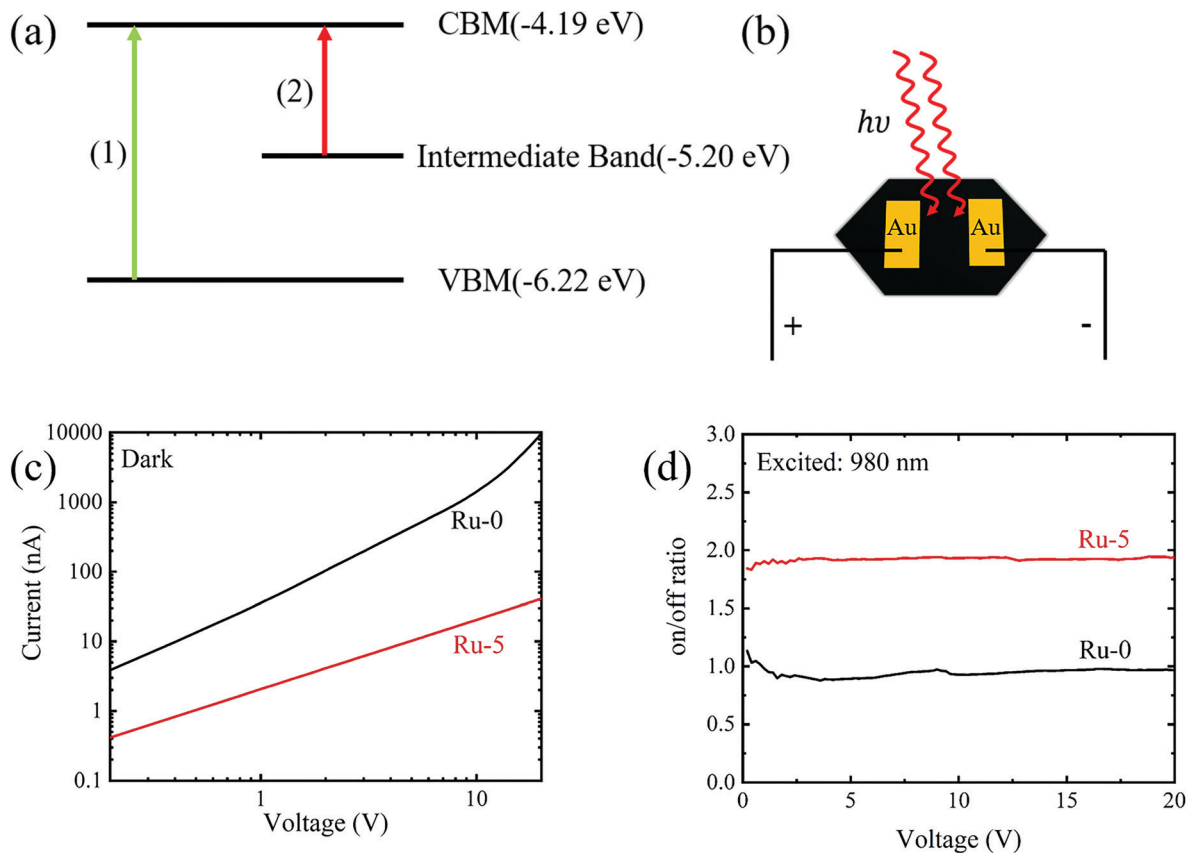 (a)
CBM(-4.19 eV)
(1)
(2)
Intermediate Band(-5.20 eV)
VBM(-6.22 eV)
(b)
hυ
Au
Au
+
-
(c)
Dark
Ru-0
Ru-5
Current (nA)
10000
1000
100
10
1
0.1
1
10
Voltage (V)
(d)
Excited: 980 nm
Ru-5
Ru-0
on/off ratio
3.0
2.5
2.0
1.5
1.0
0.5
0.0
0
5
10
15
20
Voltage (V)